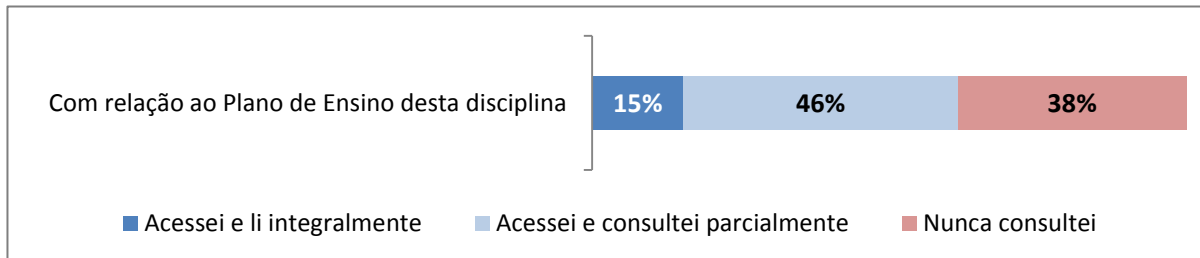 Com relação ao Plano de Ensino desta disciplina 15% 46% 38%
Acessei e li integralmente Acessei e consultei parcialmente Nunca consultei